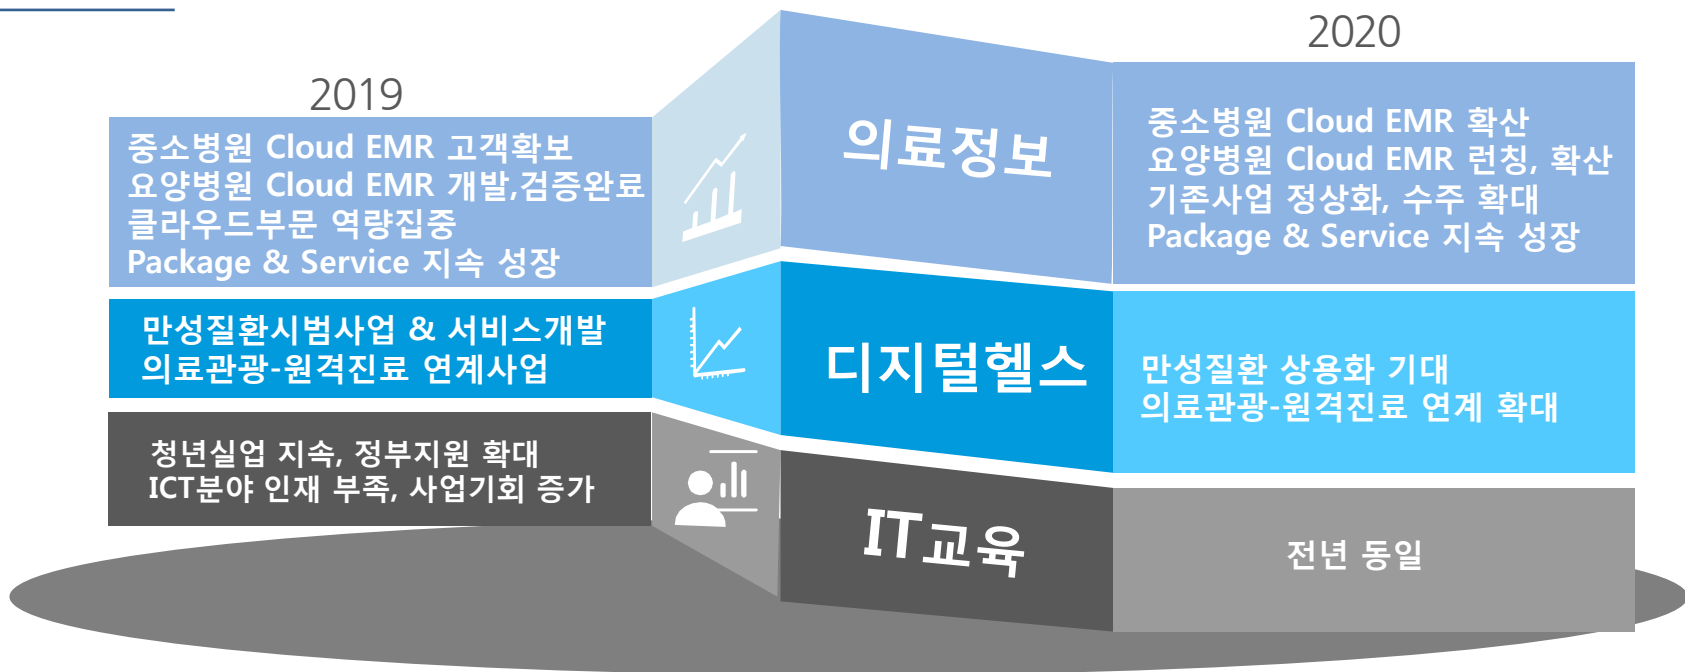 2019
중소병원 Cloud EMR 고객확보
요양병원 Cloud EMR 개발,검증완료
클라우드부문 역량집중
Package & Service 지속 성장
만성질환시범사업 & 서비스개발
의료관광-원격진료 연계사업
청년실업 지속, 정부지원 확대
ICT분야 인재 부족, 사업기회 증가
의료정보
디지털헬스
IT교육
2020
중소병원 Cloud EMR 확산
요양병원 Cloud EMR 런칭, 확산
기존사업 정상화, 수주 확대
Package & Service 지속 성장
만성질환 상용화 기대
의료관광-원격진료 연계 확대
전년 동일